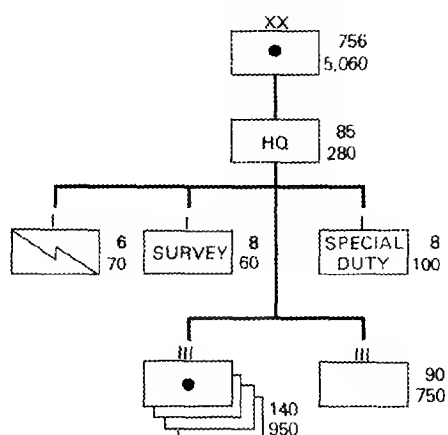 XX
756
5,060
HQ
85
280
I
6
70
I
SURVEY
8
60
I
SPECIAL
DUTY
8
100
III
140
950
III
90
750